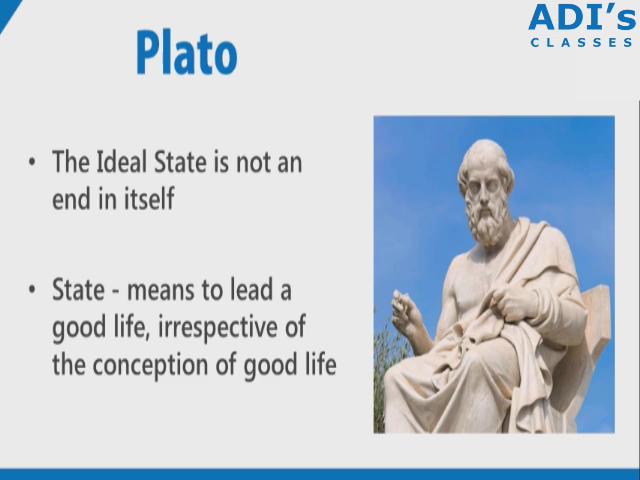 ADI's
CLASSES
Plato
• The Ideal State is not an
end in itself
• State - means to lead a
good life, irrespective of
the conception of good life